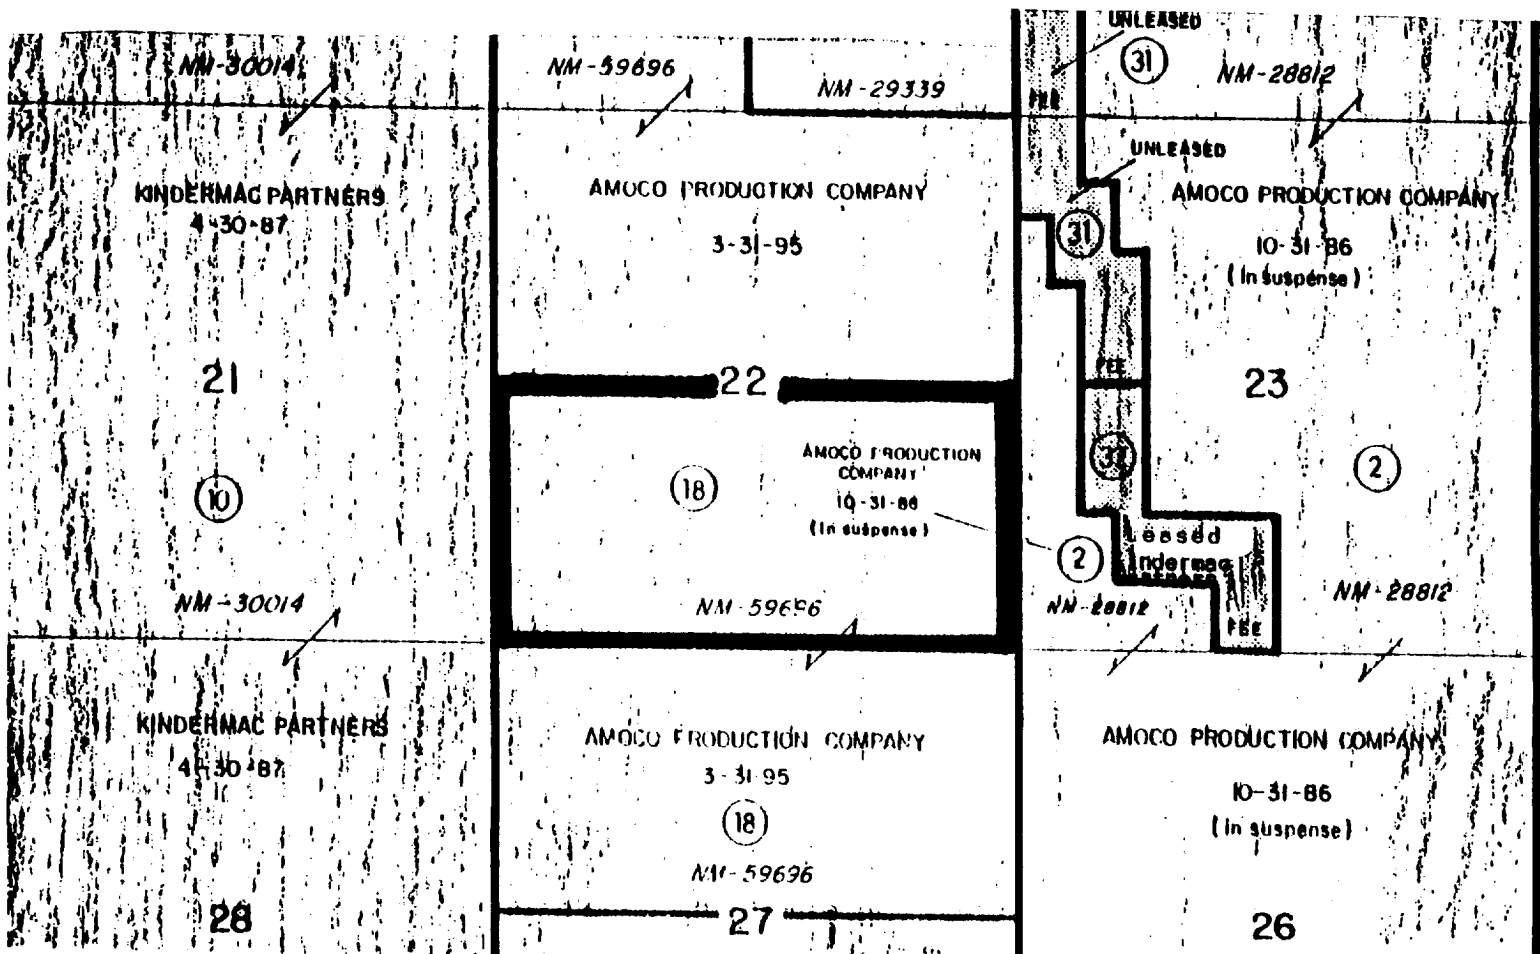 UNLEASED
31
NM-30014
NM-59696
NM-29339
NM-28812
FEE
UNLEASED
KINDERMAC PARTNERS
4-30-87
AMOCO PRODUCTION COMPANY
3-31-95
AMOCO PRODUCTION COMPANY
10-31-86
(In suspense)
31
21
22
FEE
23
10
18
AMOCO PRODUCTION
COMPANY
10-31-86
(In suspense)
2
2
Leased
NM-30014
NM-59696
NM-28812
FEE
NM-28812
KINDERMAC PARTNERS
4-30-87
AMOCO PRODUCTION COMPANY
3-31-95
18
NM-59696
AMOCO PRODUCTION COMPANY
10-31-86
(In suspense)
28
27
26